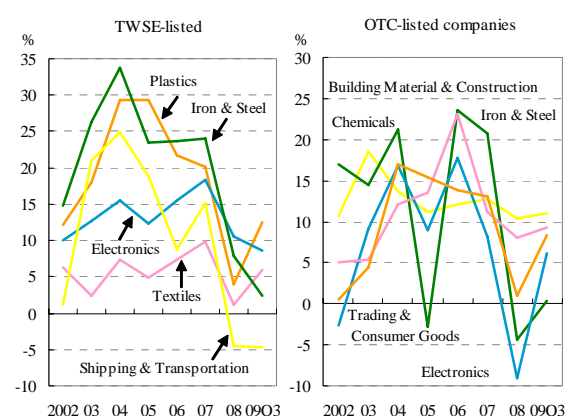 TWSE-listed
%
35
30
25
20
15
10
5
0
-5
-10
Plastics
Iron & Steel
Electronics
Textiles
Shipping & Transportation
2002 03 04 05 06 07 08 09Q3
OTC-listed companies
%
30
25
20
15
10
5
0
-5
-10
Building Material & Construction
Chemicals
Iron & Steel
Trading &
Consumer Goods
Electronics
2002 03 04 05 06 07 08 09Q3